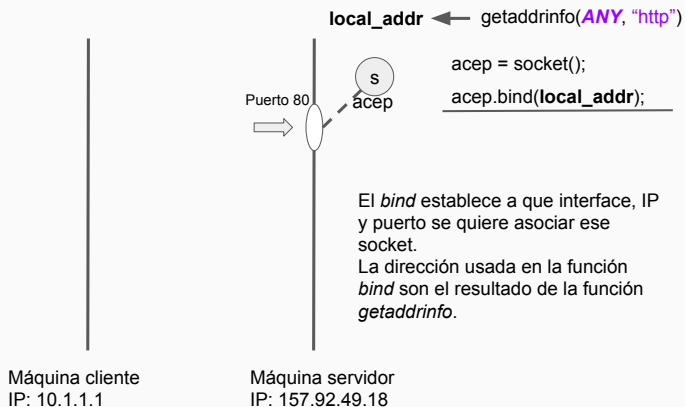 local_addr getaddrinfo(ANY, “http”)
acep = socket();
acep.bind(local_addr);
s
acep
Puerto 80
El bind establece a que interface, IP
y puerto se quiere asociar ese
socket.
La dirección usada en la función
bind son el resultado de la función
getaddrinfo.
Máquina cliente
IP: 10.1.1.1
Máquina servidor
IP: 157.92.49.18